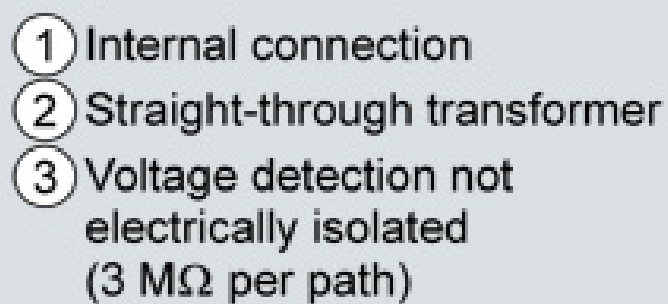 1 Internal connection
2 Straight-through transformer
3 Voltage detection not
electrically isolated
(3 MΩ per path)